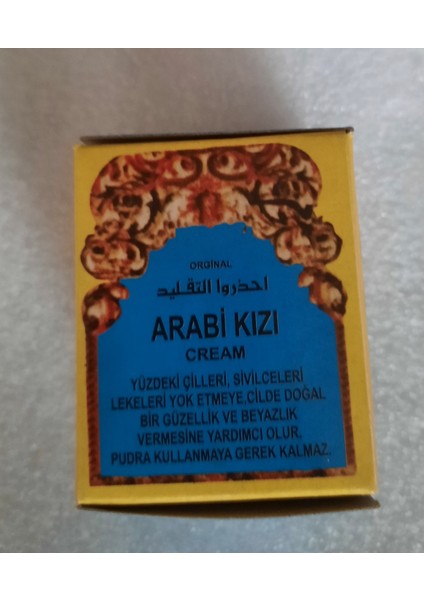 ORGINAL
احذروا التقليد
ARABİ KIZI
CREAM
YÜZDEKİ ÇİLLERİ, SİVİLCELERİ
LEKELERİ YOK ETMEYE,CİLDE DOĞAL
BİR GÜZELLİK VE BEYAZLIK
VERMESİNE YARDIMCI OLUR,
PUDRA KULLANMAYA GEREK KALMAZ.